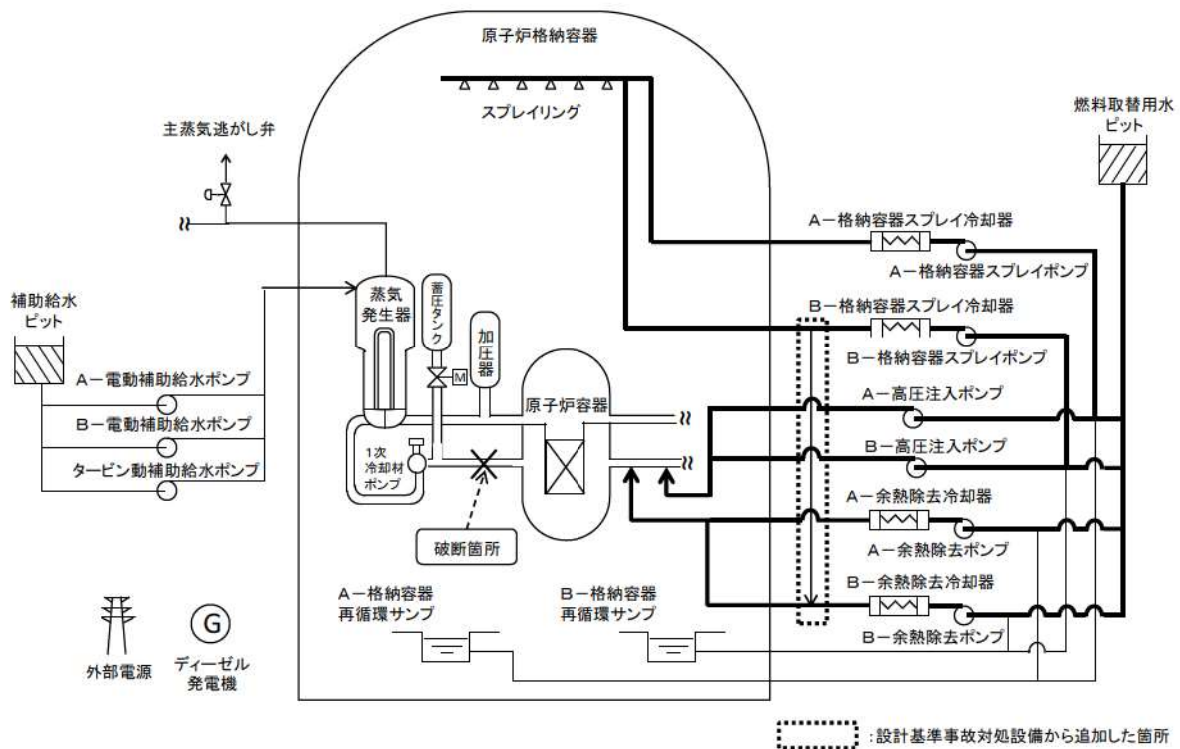 原子炉格納容器
スプレイリング
燃料取替用水
ピット
主蒸気逃がし弁
A－格納容器スプレイ冷却器
A－格納容器スプレイポンプ
補助給水
ピット
蒸気
発生器
蓄圧タンク
加圧器
B－格納容器スプレイ冷却器
B－格納容器スプレイポンプ
A－電動補助給水ポンプ
M
原子炉容器
A－高圧注入ポンプ
B－電動補助給水ポンプ
1次
冷却材
ポンプ
B－高圧注入ポンプ
タービン動補助給水ポンプ
A－余熱除去冷却器
破断箇所
A－余熱除去ポンプ
A－格納容器
再循環サンプ
B－格納容器
再循環サンプ
B－余熱除去冷却器
B－余熱除去ポンプ
G
外部電源
ディーゼル
発電機
：設計基準事故対処設備から追加した箇所